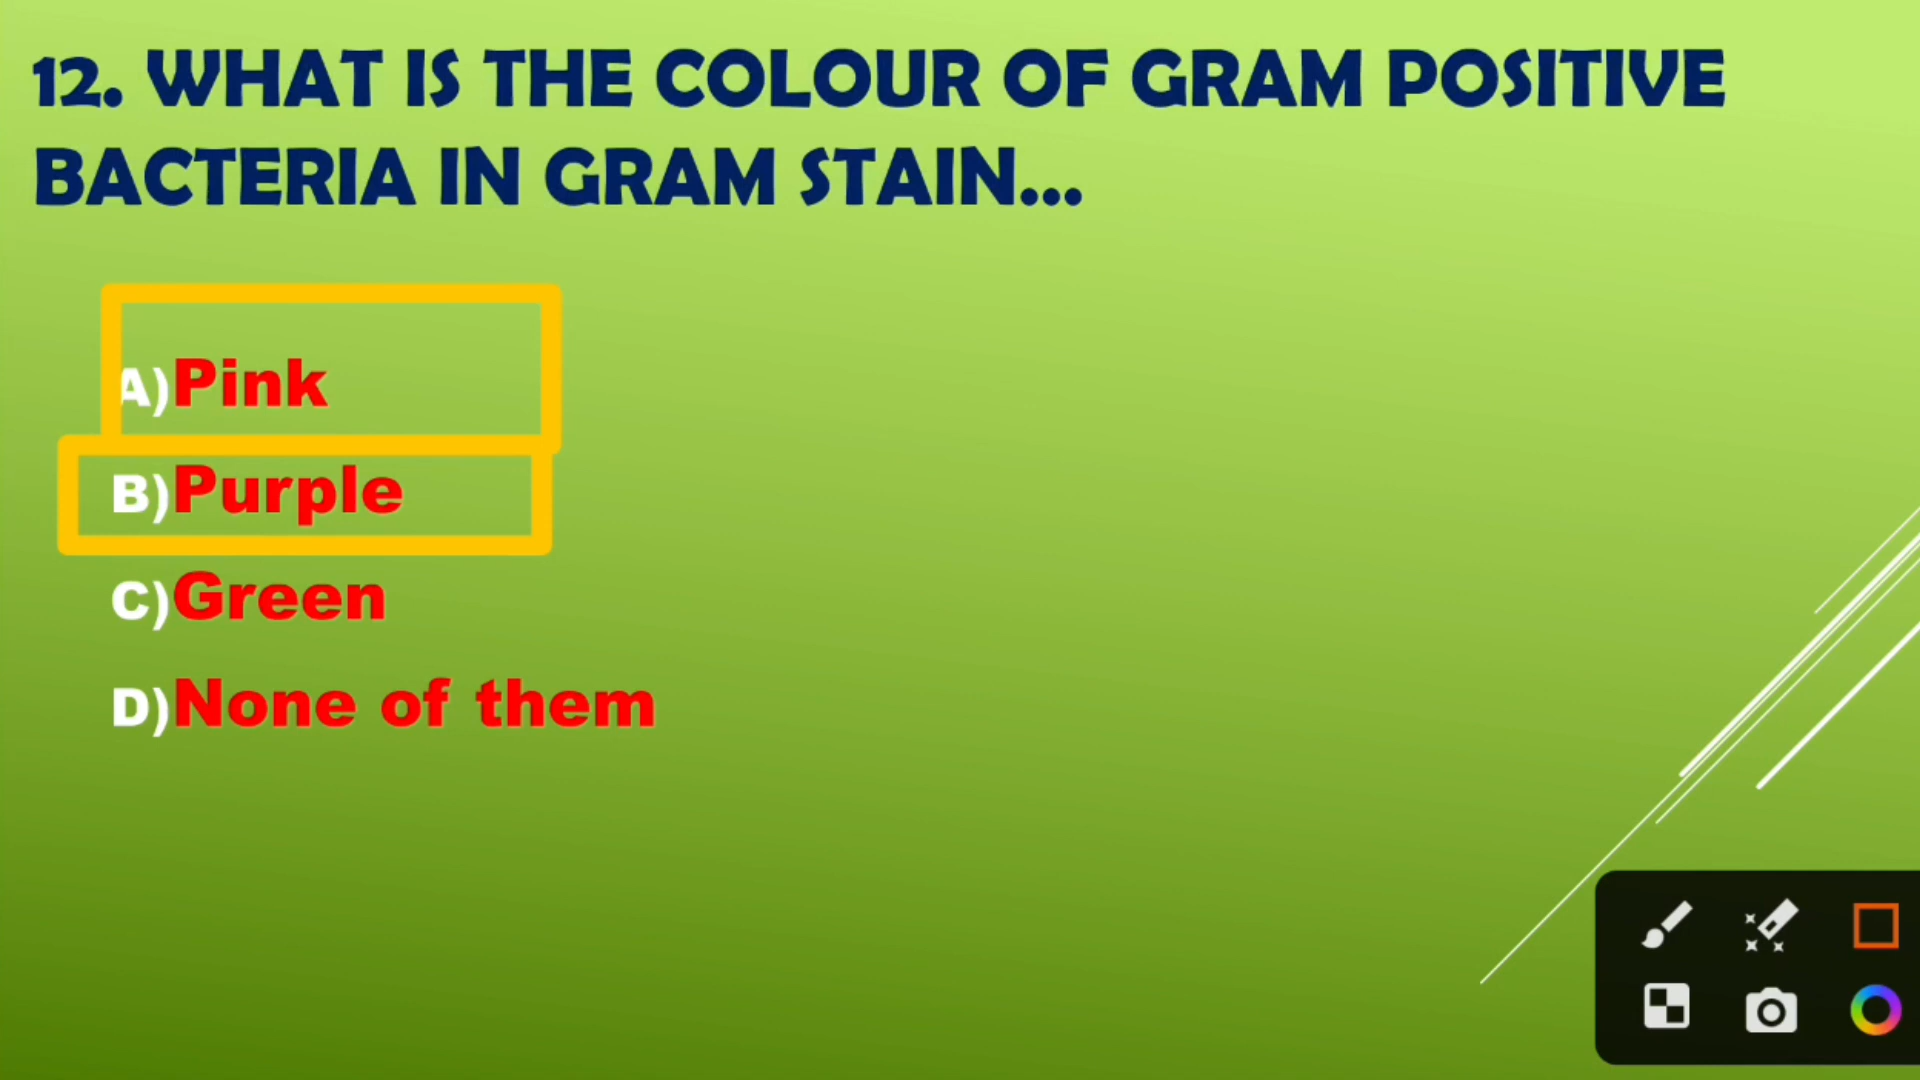 12. WHAT IS THE COLOUR OF GRAM POSITIVE
BACTERIA IN GRAM STAIN...
A)Pink
B)Purple
C)Green
D)None of them